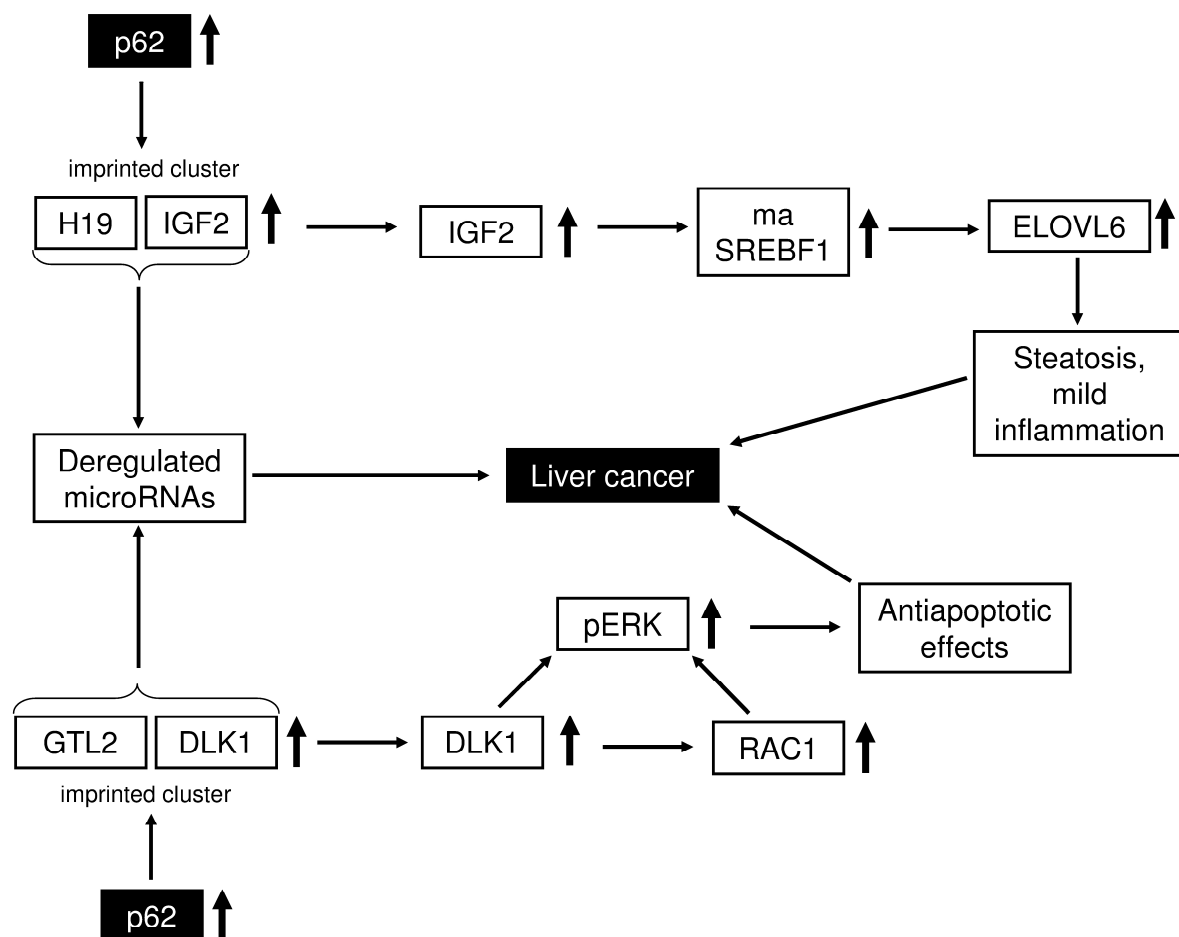 p62
imprinted cluster
H19
IGF2
IGF2
ma
SREBF1
ELOVL6
Steatosis,
mild
inflammation
Deregulated
microRNAs
Liver cancer
pERK
Antiapoptotic
effects
GTL2
DLK1
DLK1
RAC1
imprinted cluster
p62